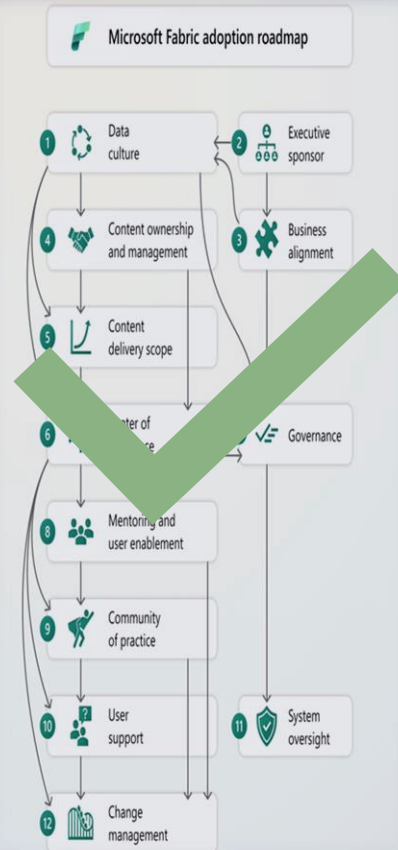 Microsoft Fabric adoption roadmap
1
Data
culture
2
Executive
sponsor
4
Content ownership
and management
3
Business
alignment
5
Content
delivery scope
6
of
Governance
8
Mentoring and
user enablement
9
Community
of practice
10
User
support
11
System
oversight
12
Change
management